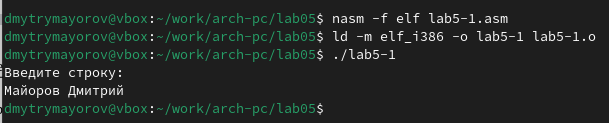 dmytrymayorov@vbox:~/work/arch-pc/lab05$ nasm -f elf lab5-1.asm
dmytrymayorov@vbox:~/work/arch-pc/lab05$ ld -m elf_i386 -o lab5-1 lab5-1.o
dmytrymayorov@vbox:~/work/arch-pc/lab05$ ./lab5-1
Введите строку:
Майоров Дмитрий
dmytrymayorov@vbox:~/work/arch-pc/lab05$